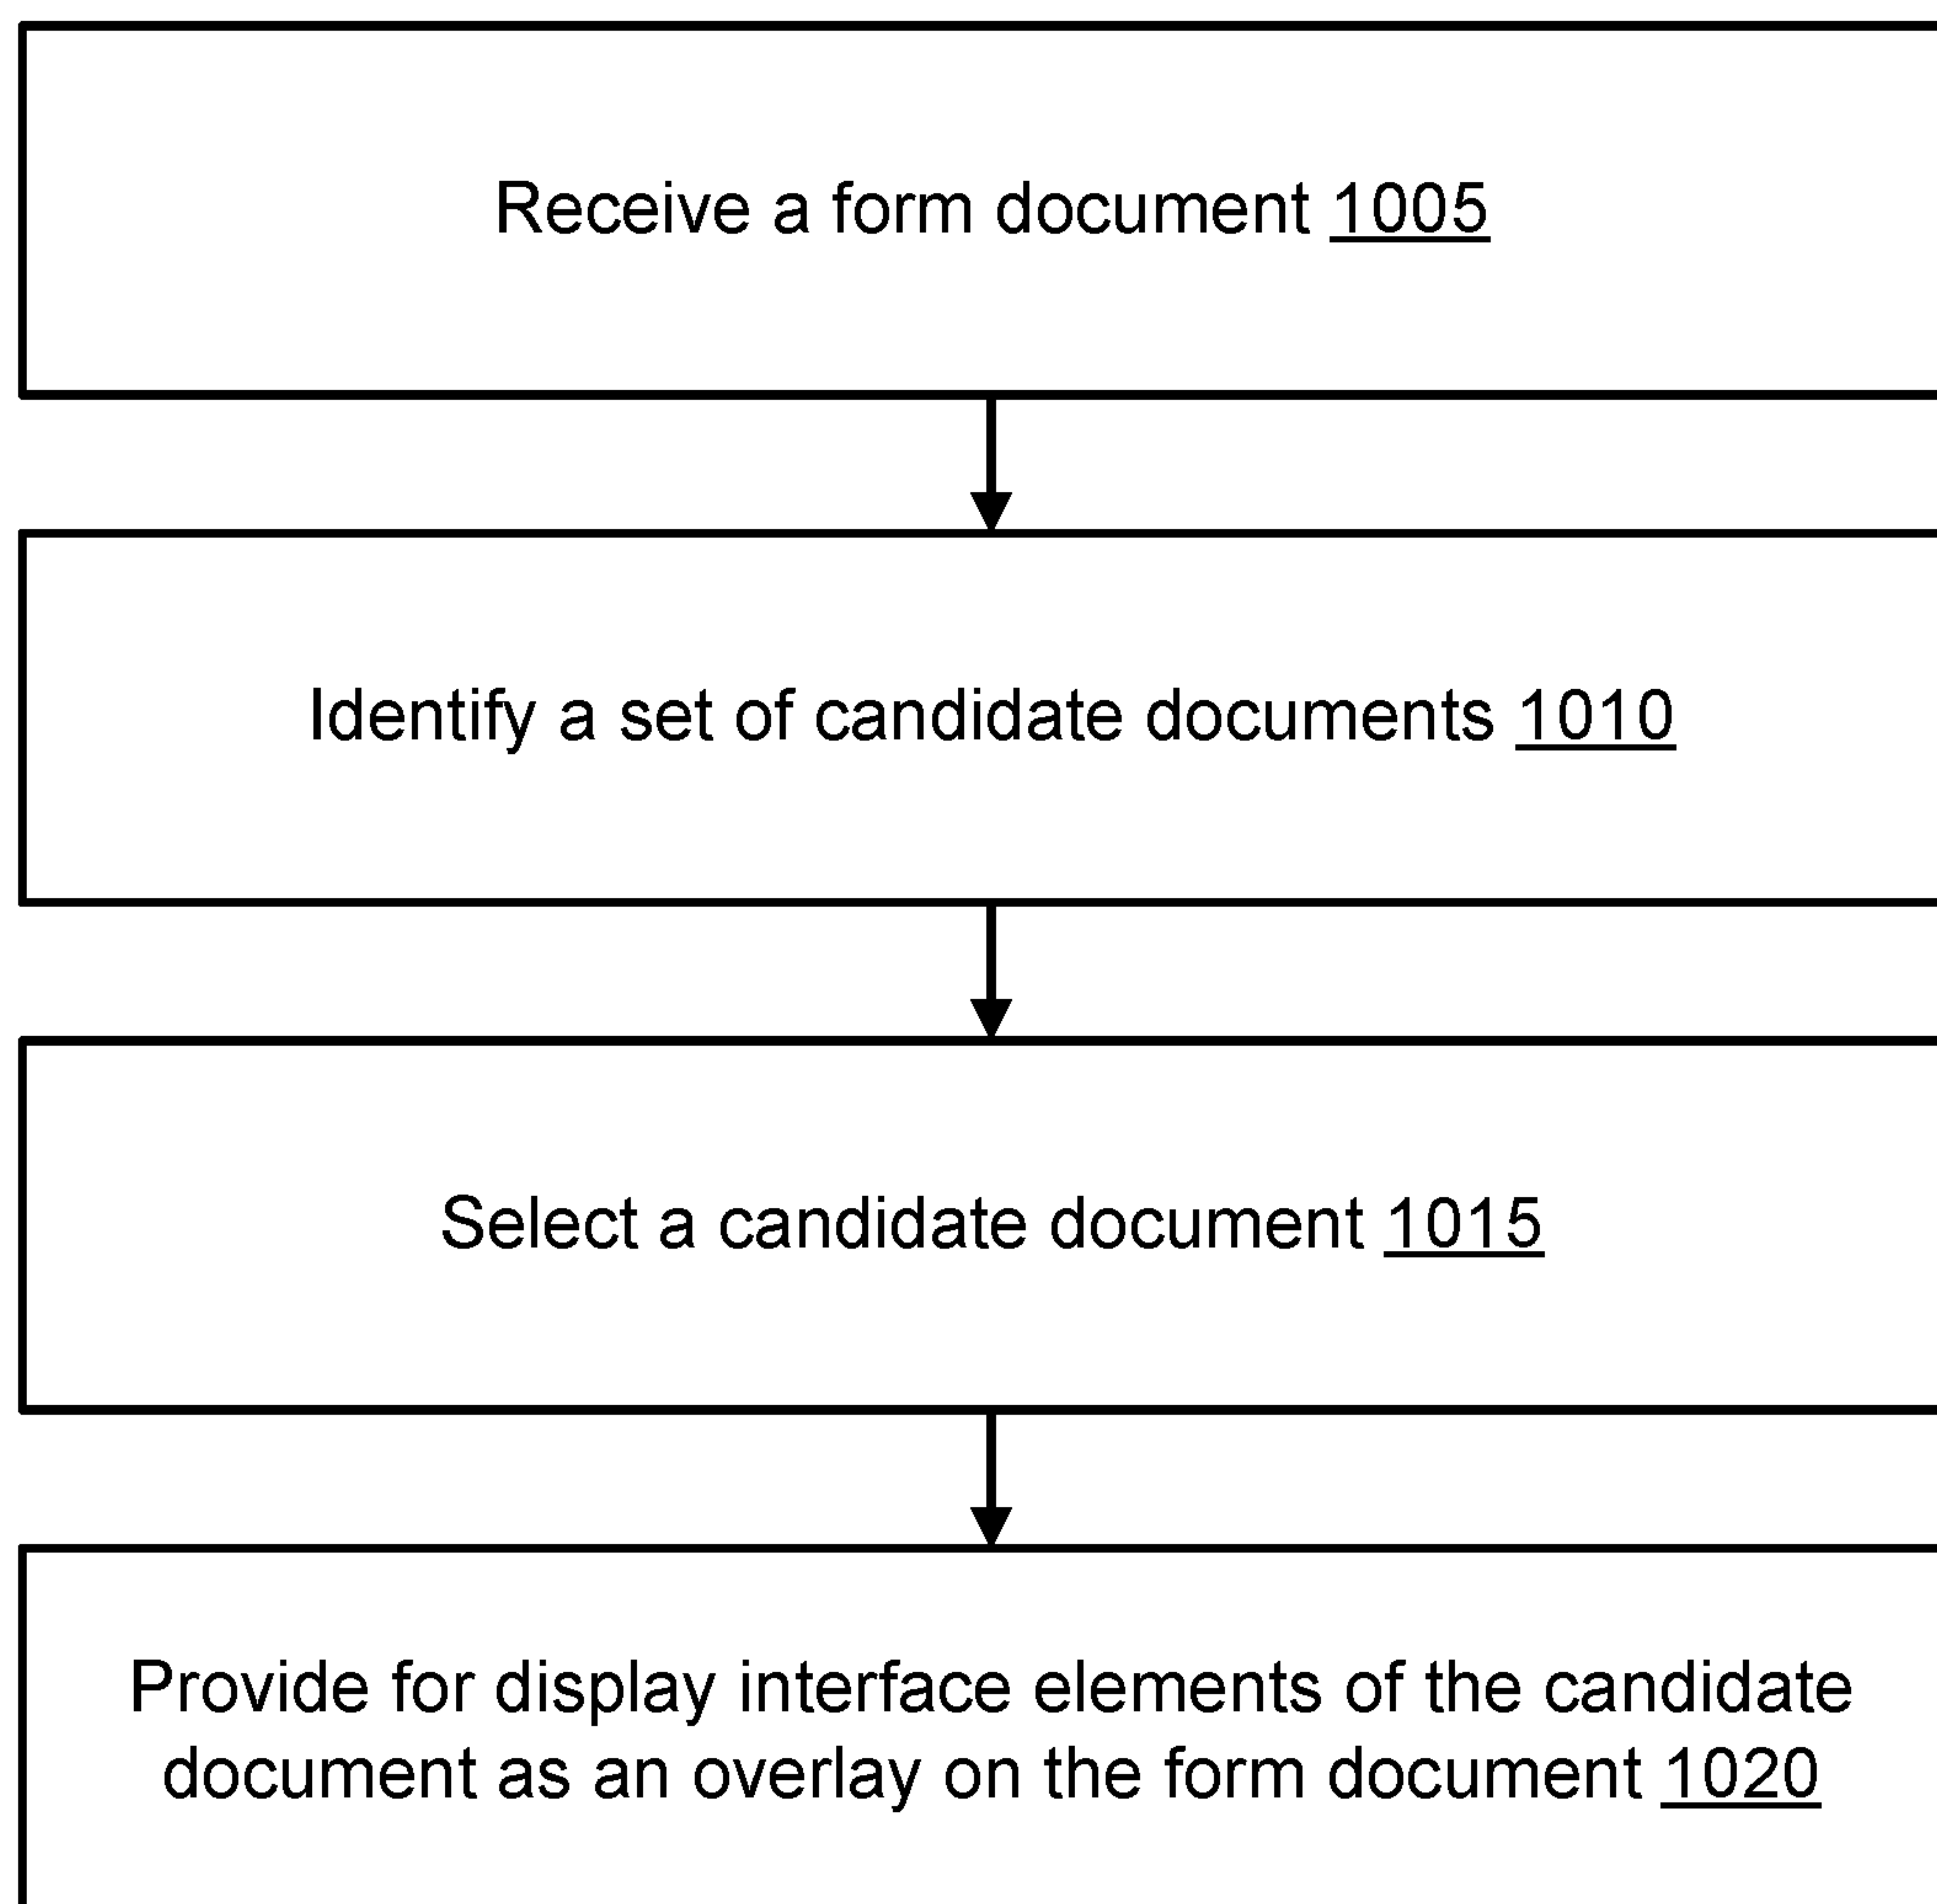 Receive a form document 1005
Identify a set of candidate documents 1010
Select a candidate document 1015
Provide for display interface elements of the candidate
document as an overlay on the form document 1020